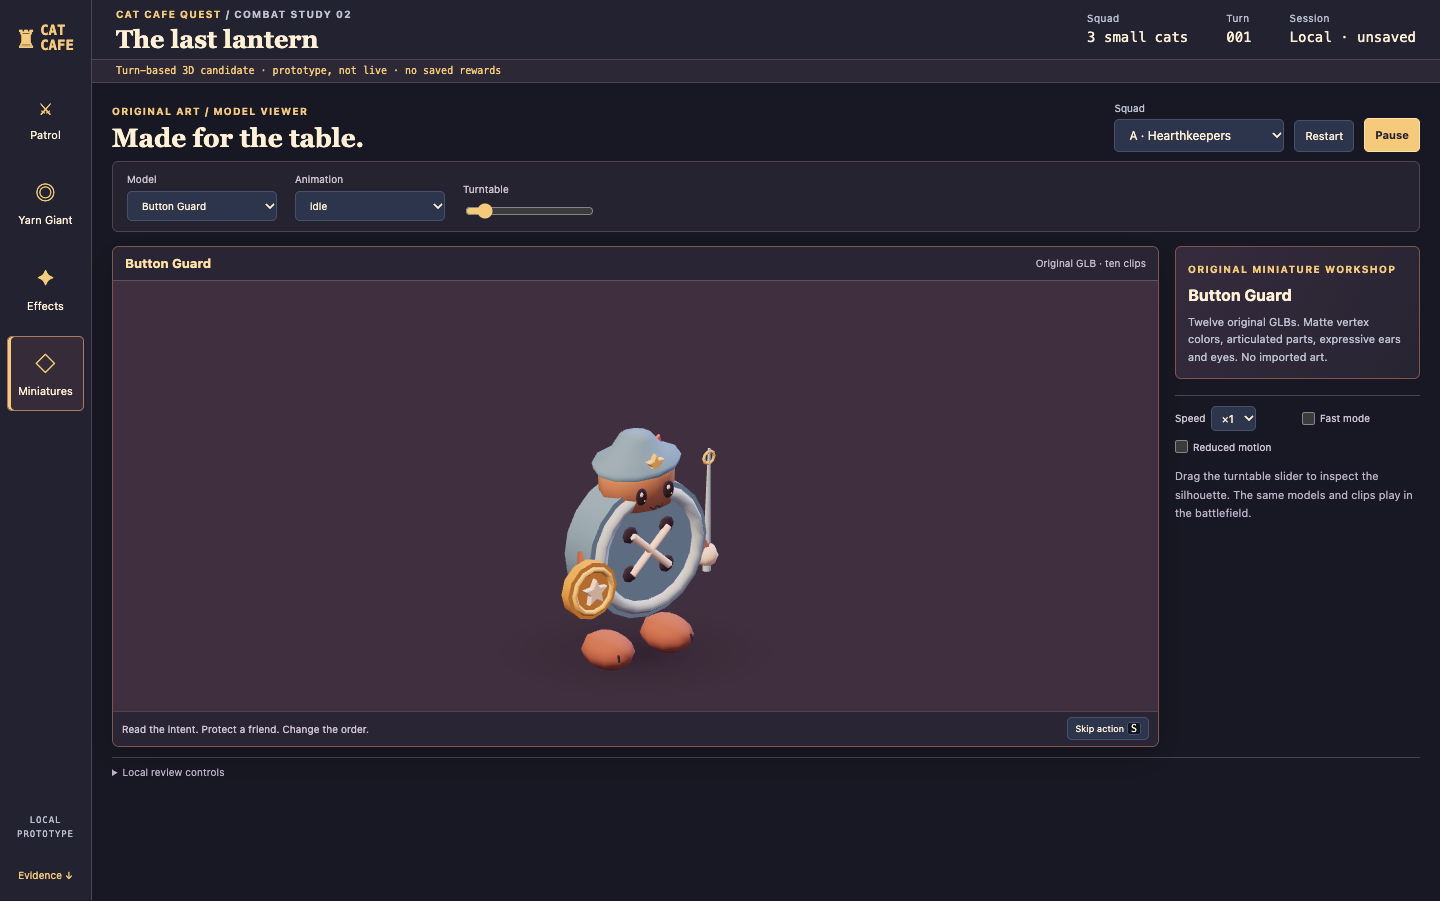 CAT
CAFE
Patrol
Yarn Giant
Effects
Miniatures
LOCAL
PROTOTYPE
Evidence ↓
CAT CAFE QUEST / COMBAT STUDY 02
The last lantern
Squad
3 small cats
Turn
001
Session
Local · unsaved
Turn-based 3D candidate · prototype, not live · no saved rewards
ORIGINAL ART / MODEL VIEWER
Made for the table.
Squad
A · Hearthkeepers
Restart
Pause
Model
Button Guard
Animation
idle
Turntable
Button Guard
Original GLB · ten clips
Read the intent. Protect a friend. Change the order.
Skip action S
ORIGINAL MINIATURE WORKSHOP
Button Guard
Twelve original GLBs. Matte vertex
colors, articulated parts, expressive ears
and eyes. No imported art.
Speed
×1
Fast mode
Reduced motion
Drag the turntable slider to inspect the
silhouette. The same models and clips play in
the battlefield.
Local review controls